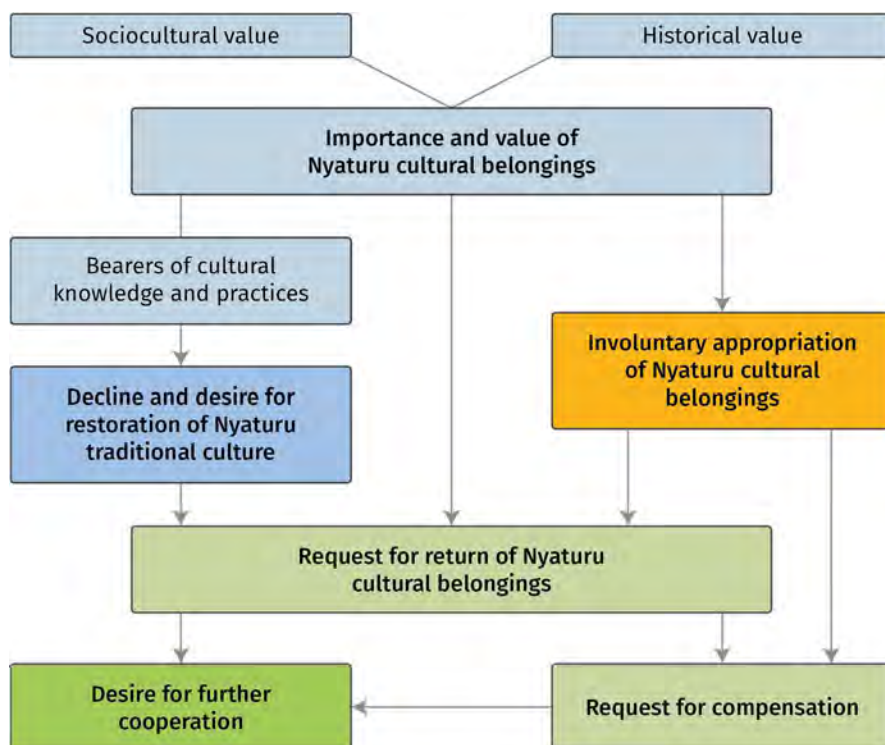 Sociocultural value
Historical value
Importance and value of
Nyaturu cultural belongings
Bearers of cultural
knowledge and practices
Involuntary appropriation
of Nyaturu cultural
belongings
Decline and desire for
restoration of Nyaturu
traditional culture
Request for return of Nyaturu
cultural belongings
Desire for further
cooperation
Request for compensation